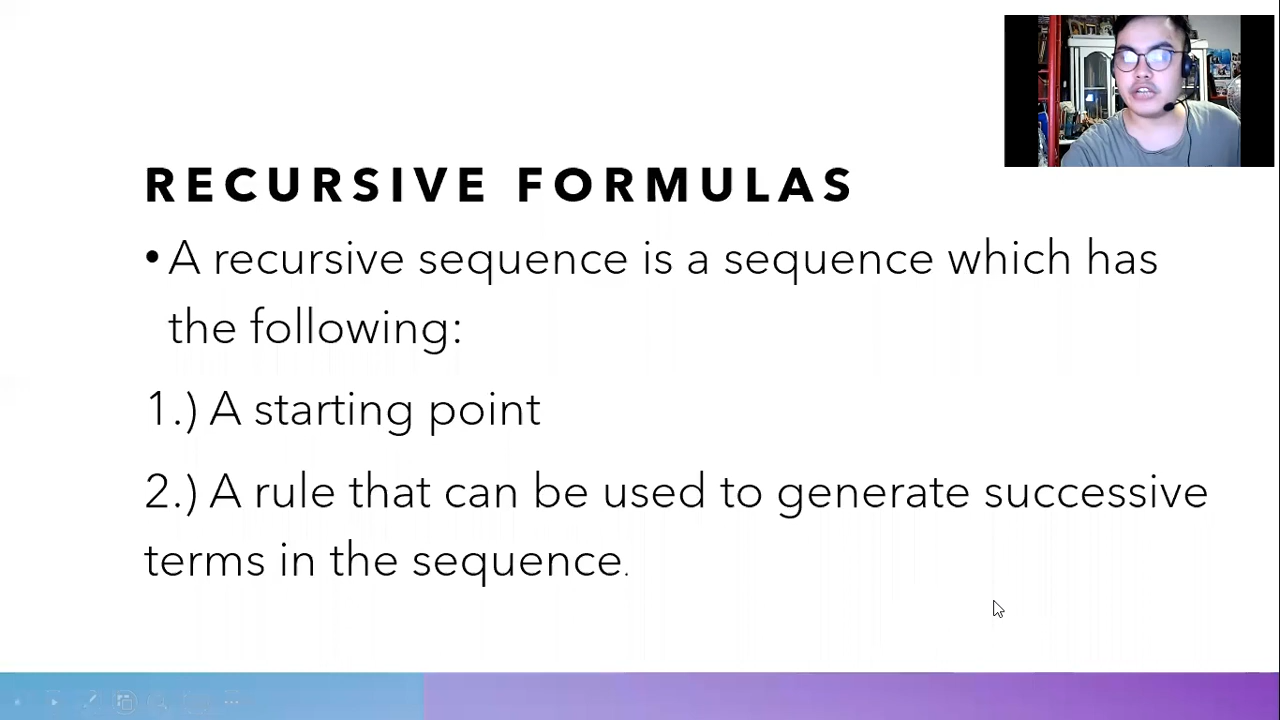 RECURSIVE FORMULAS
• A recursive sequence is a sequence which has
the following:
1.) A starting point
2.) A rule that can be used to generate successive
terms in the sequence.